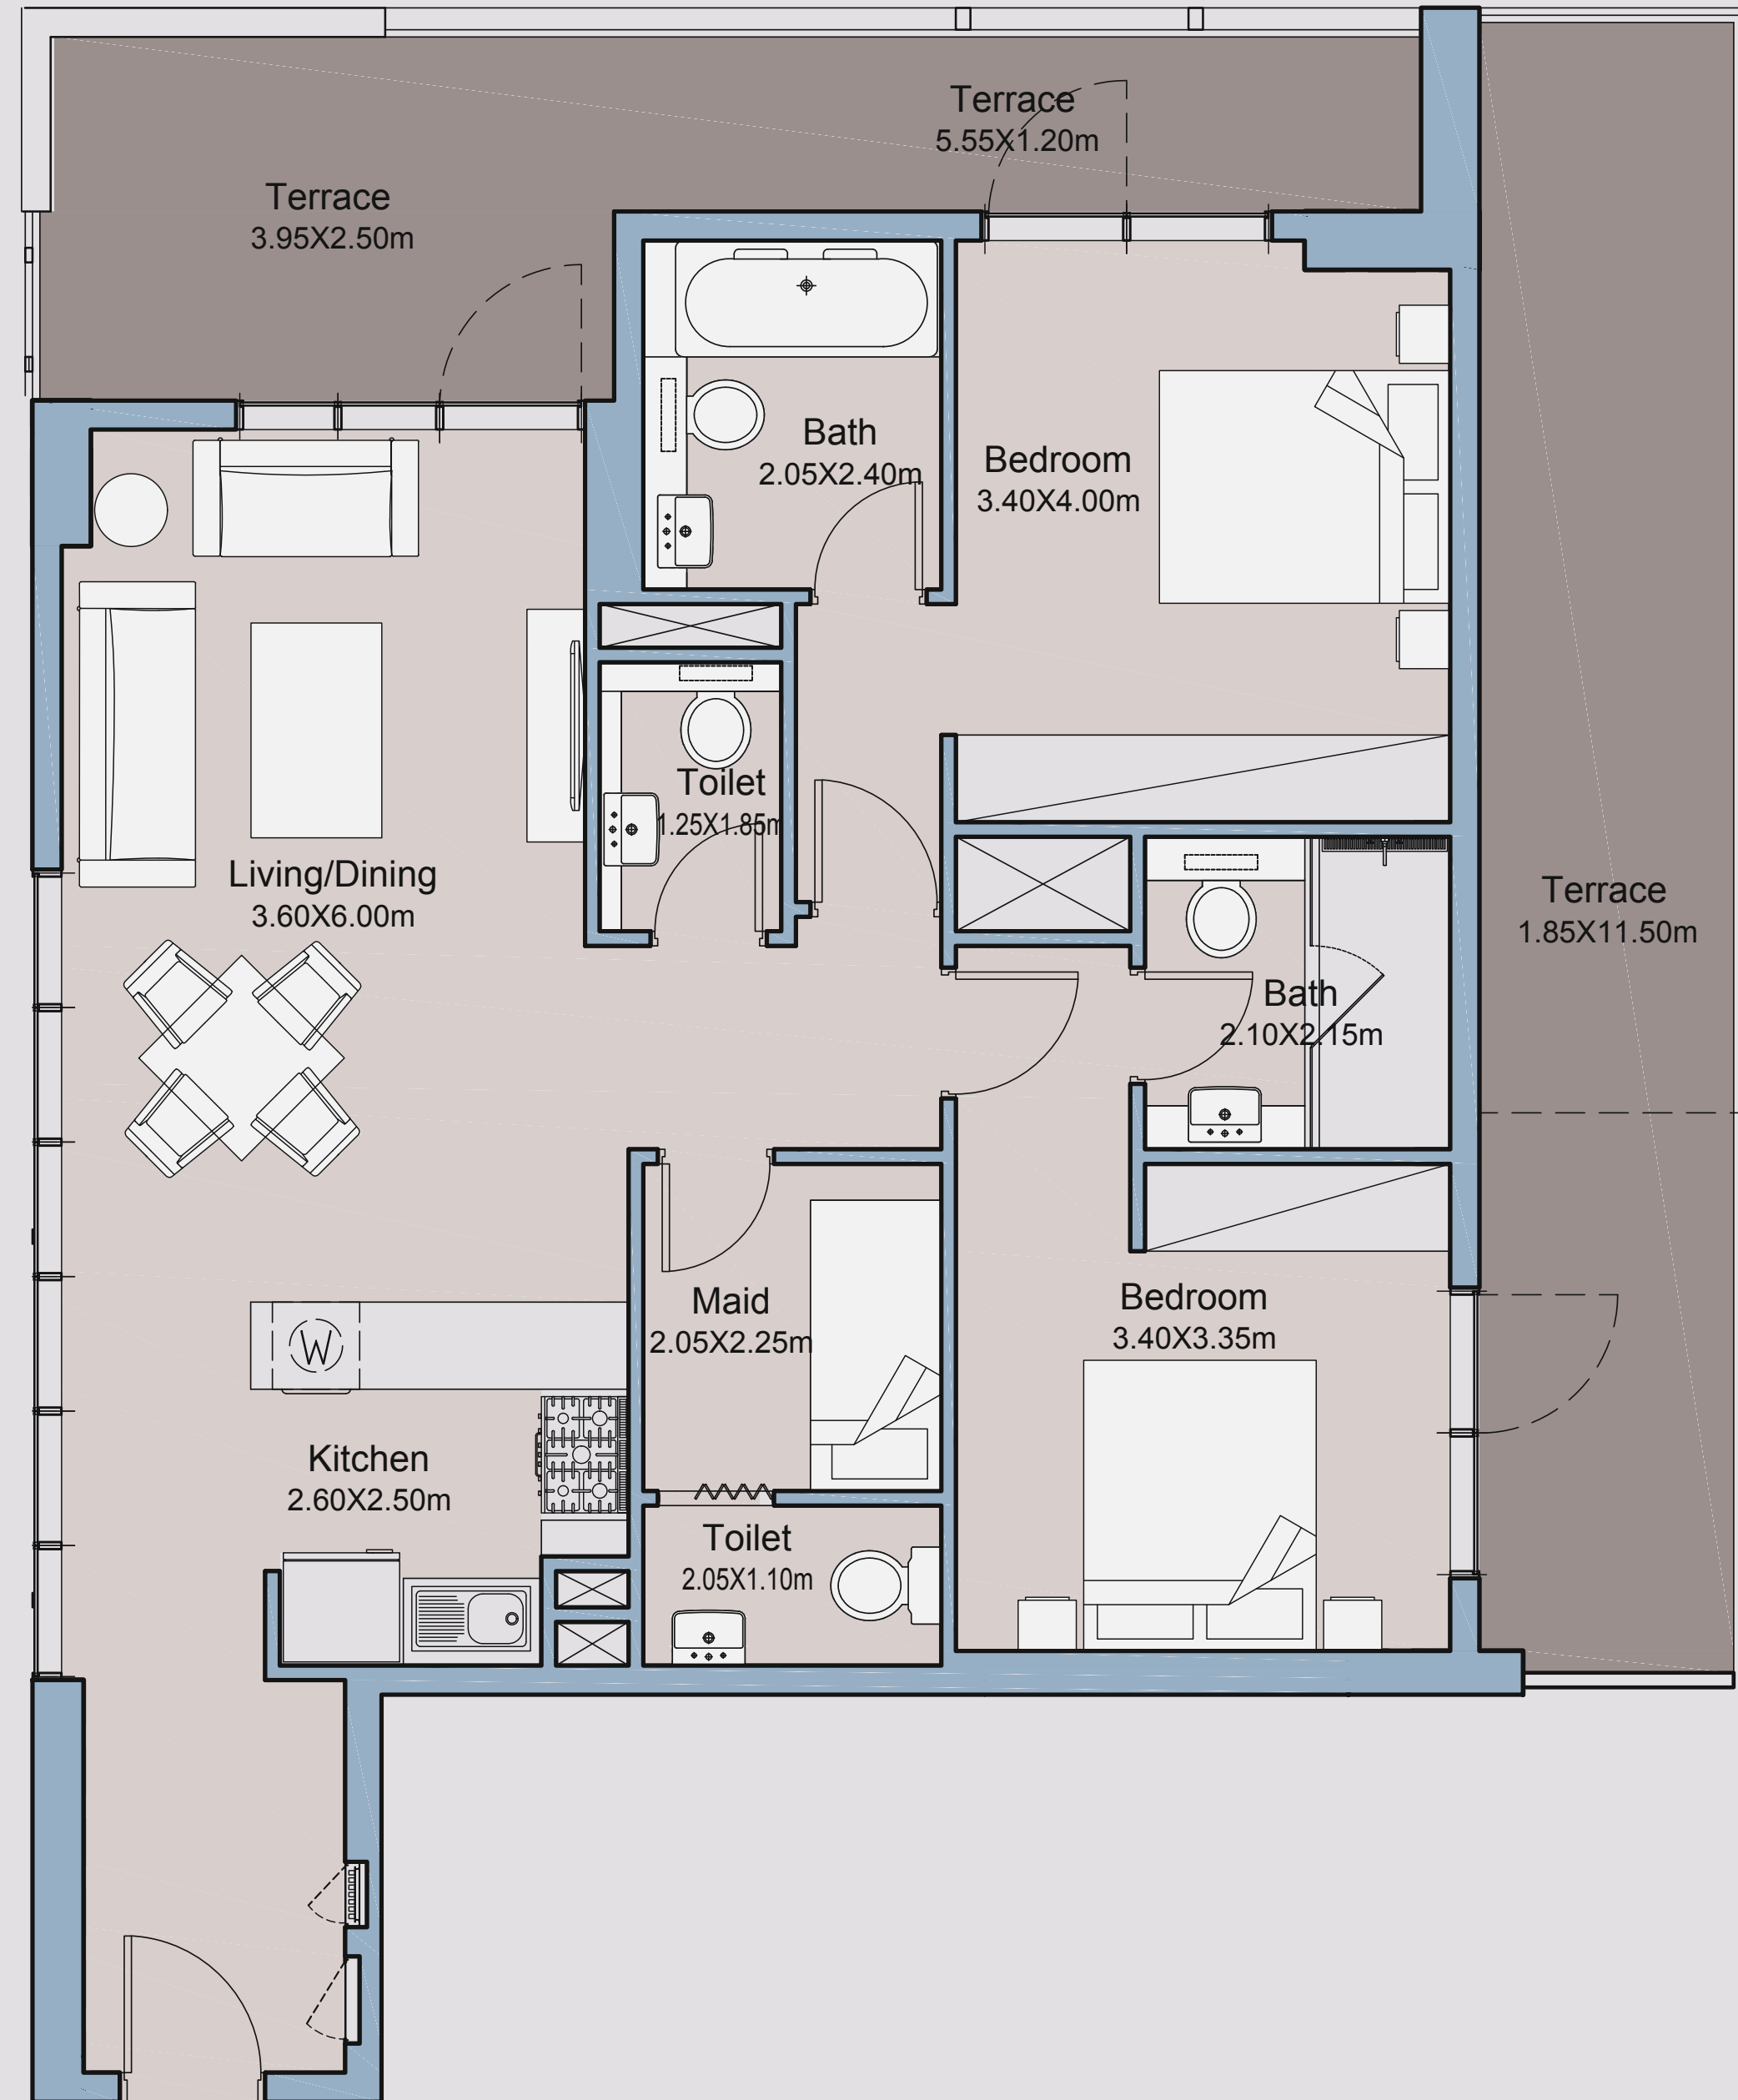 Terrace
5.55X1.20m
Terrace
3.95X2.50m
Bath
2.05X2.40m
Bedroom
3.40X4.00m
Toilet
1.25X1.85m
Living/Dining
3.60X6.00m
Terrace
1.85X11.50m
Bath
2.10X2.15m
Maid
2.05X2.25m
Bedroom
3.40X3.35m
W
Kitchen
2.60X2.50m
Toilet
2.05X1.10m